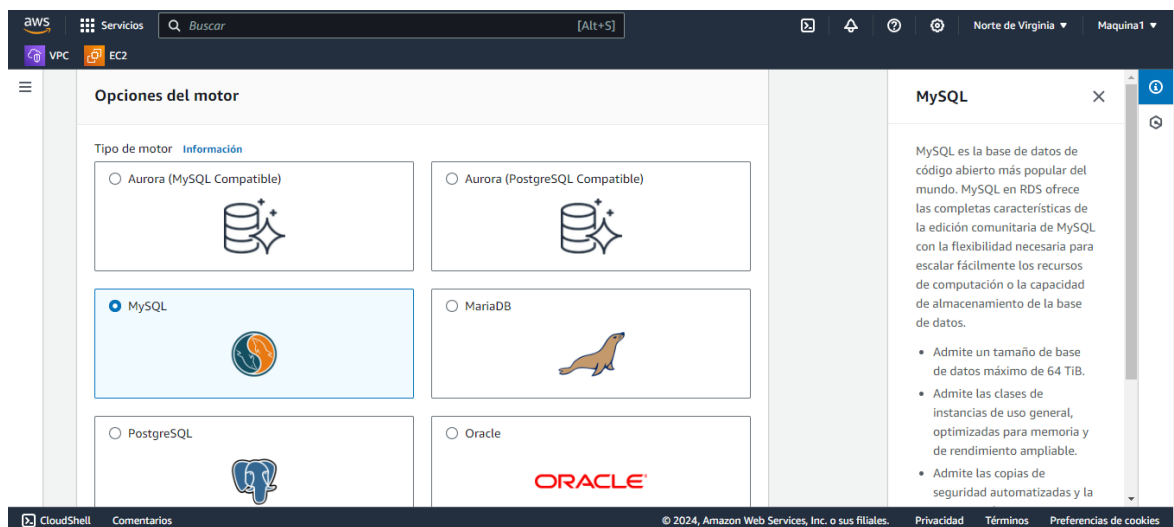 aws
Servicios
Buscar
[Alt+S]
Norte de Virginia
Maquina1
VPC
EC2
Opciones del motor
Tipo de motor Información
Aurora (MySQL Compatible)
Aurora (PostgreSQL Compatible)
MySQL
MariaDB
PostgreSQL
Oracle
ORACLE
MySQL
MySQL es la base de datos de
código abierto más popular del
mundo. MySQL en RDS ofrece
las completas características de
la edición comunitaria de MySQL
con la flexibilidad necesaria para
escalar fácilmente los recursos
de computación o la capacidad
de almacenamiento de la base
de datos.
• Admite un tamaño de base
de datos máximo de 64 TiB.
• Admite las clases de
instancias de uso general,
optimizadas para memoria y
de rendimiento ampliable.
• Admite las copias de
seguridad automatizadas y la
CloudShell
Comentarios
© 2024, Amazon Web Services, Inc. o sus filiales.
Privacidad
Términos
Preferencias de cookies